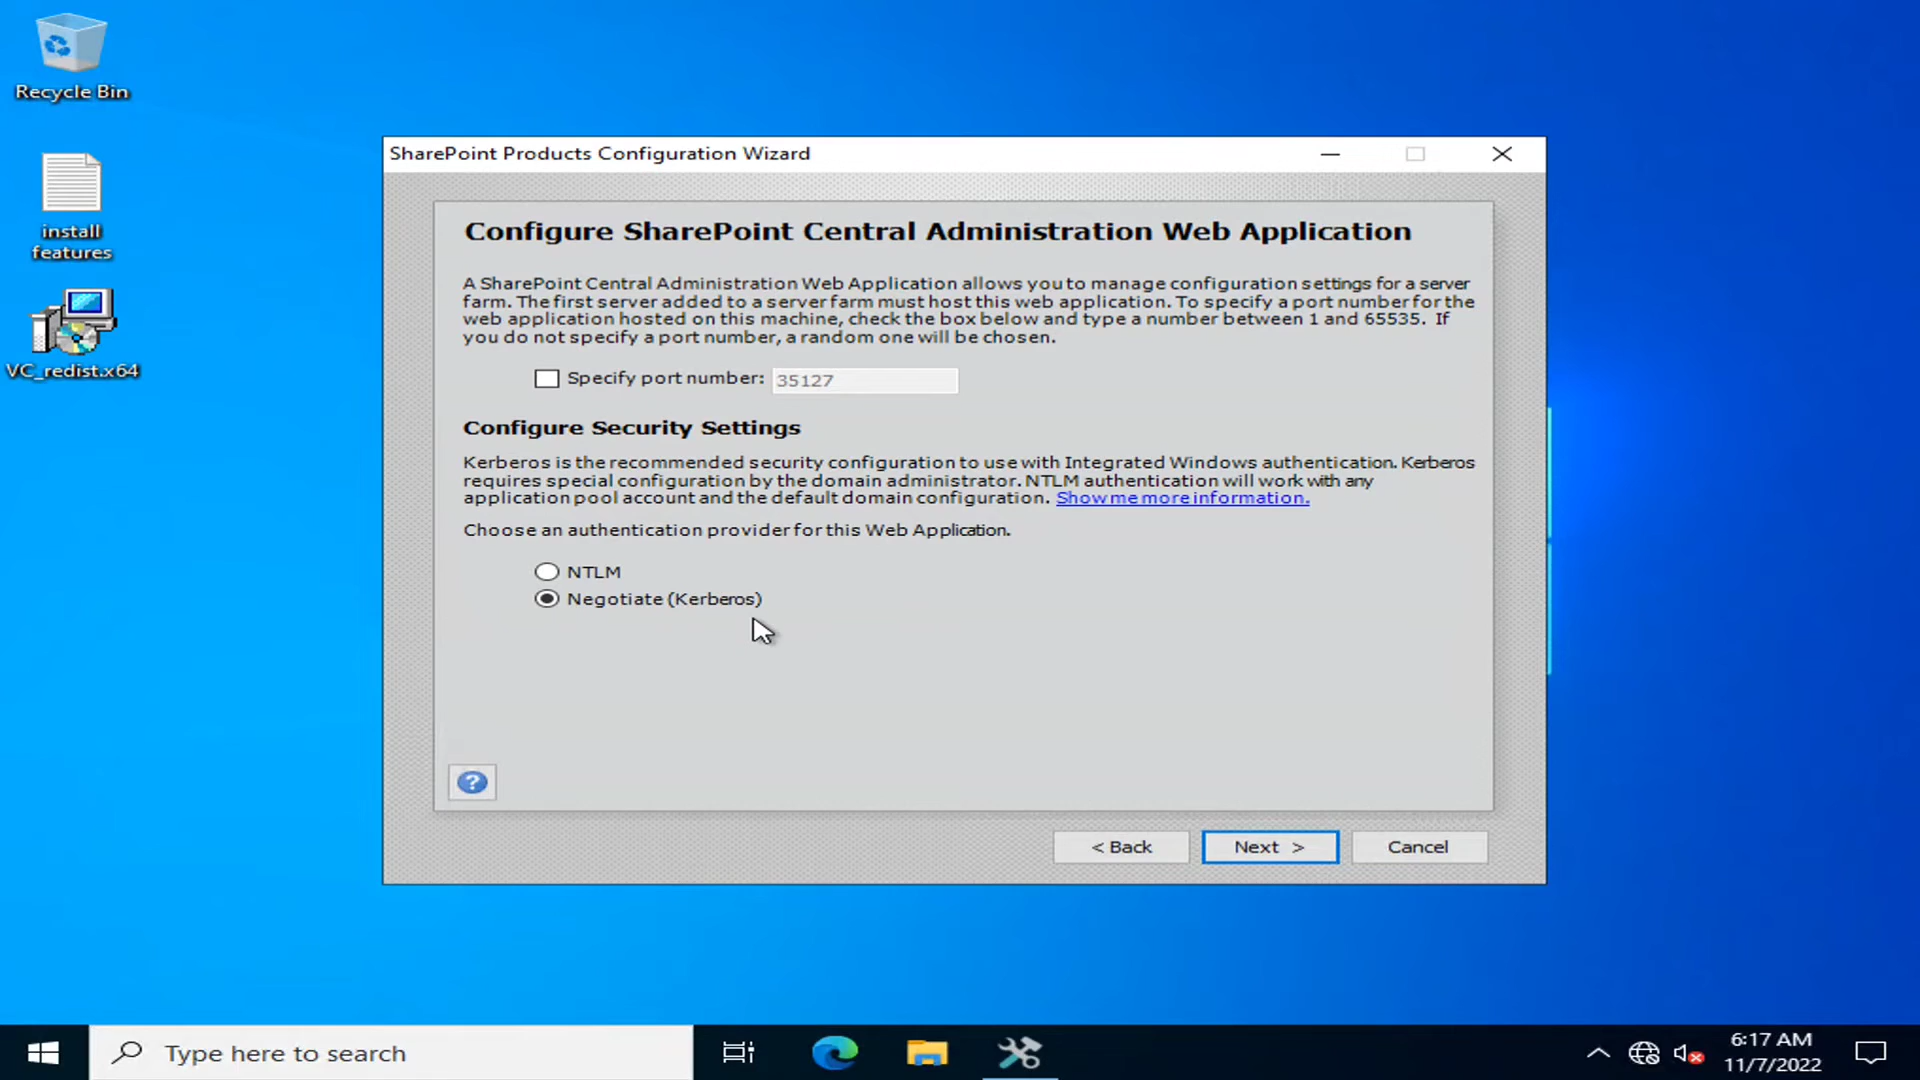 Recycle Bin
install
features
VC_redist.x64
SharePoint Products Configuration Wizard
Configure SharePoint Central Administration Web Application
A SharePoint Central Administration Web Application allows you to manage configuration settings for a server
farm. The first server added to a server farm must host this web application. To specify a port number for the
web application hosted on this machine, check the box below and type a number between 1 and 65535. If
you do not specify a port number, a random one will be chosen.
Specify port number: 35127
Configure Security Settings
Kerberos is the recommended security configuration to use with Integrated Windows authentication. Kerberos
requires special configuration by the domain administrator. NTLM authentication will work with any
application pool account and the default domain configuration. Show me more information.
Choose an authentication provider for this Web Application.
NTLM
Negotiate (Kerberos)
?
< Back Next > Cancel
Type here to search
6:17 AM
11/7/2022